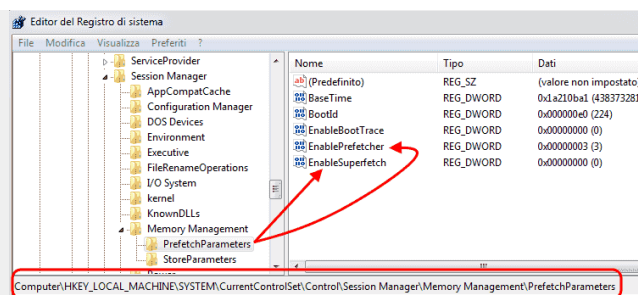 Editor del Registro di sistema
File Modifica Visualizza Preferiti ?
ServiceProvider
Session Manager
AppCompatCache
Configuration Manager
DOS Devices
Environment
Executive
FileRenameOperations
I/O System
kernel
KnownDLLs
Memory Management
PrefetchParameters
StoreParameters
Nome Tipo Dati
(Predefinito) REG_SZ (valore non impostato)
BaseTime REG_DWORD 0x1a210ba1 (438373281
BootId REG_DWORD 0x000000e0 (224)
EnableBootTrace REG_DWORD 0x00000000 (0)
EnablePrefetcher REG_DWORD 0x00000003 (3)
EnableSuperfetch REG_DWORD 0x00000000 (0)
Computer\HKEY_LOCAL_MACHINE\SYSTEM\CurrentControlSet\Control\Session Manager\Memory Management\PrefetchParameters